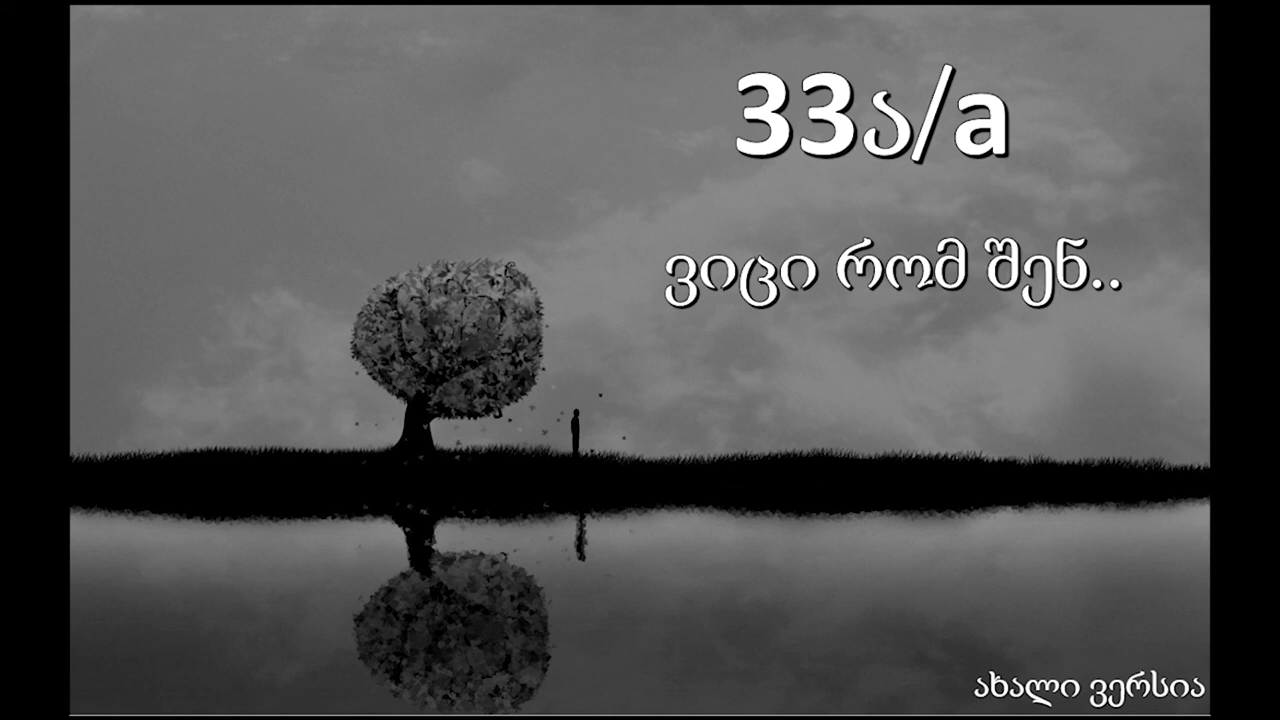 33ა/a
ვიცი რომ შენ..
ახალი ვერსია